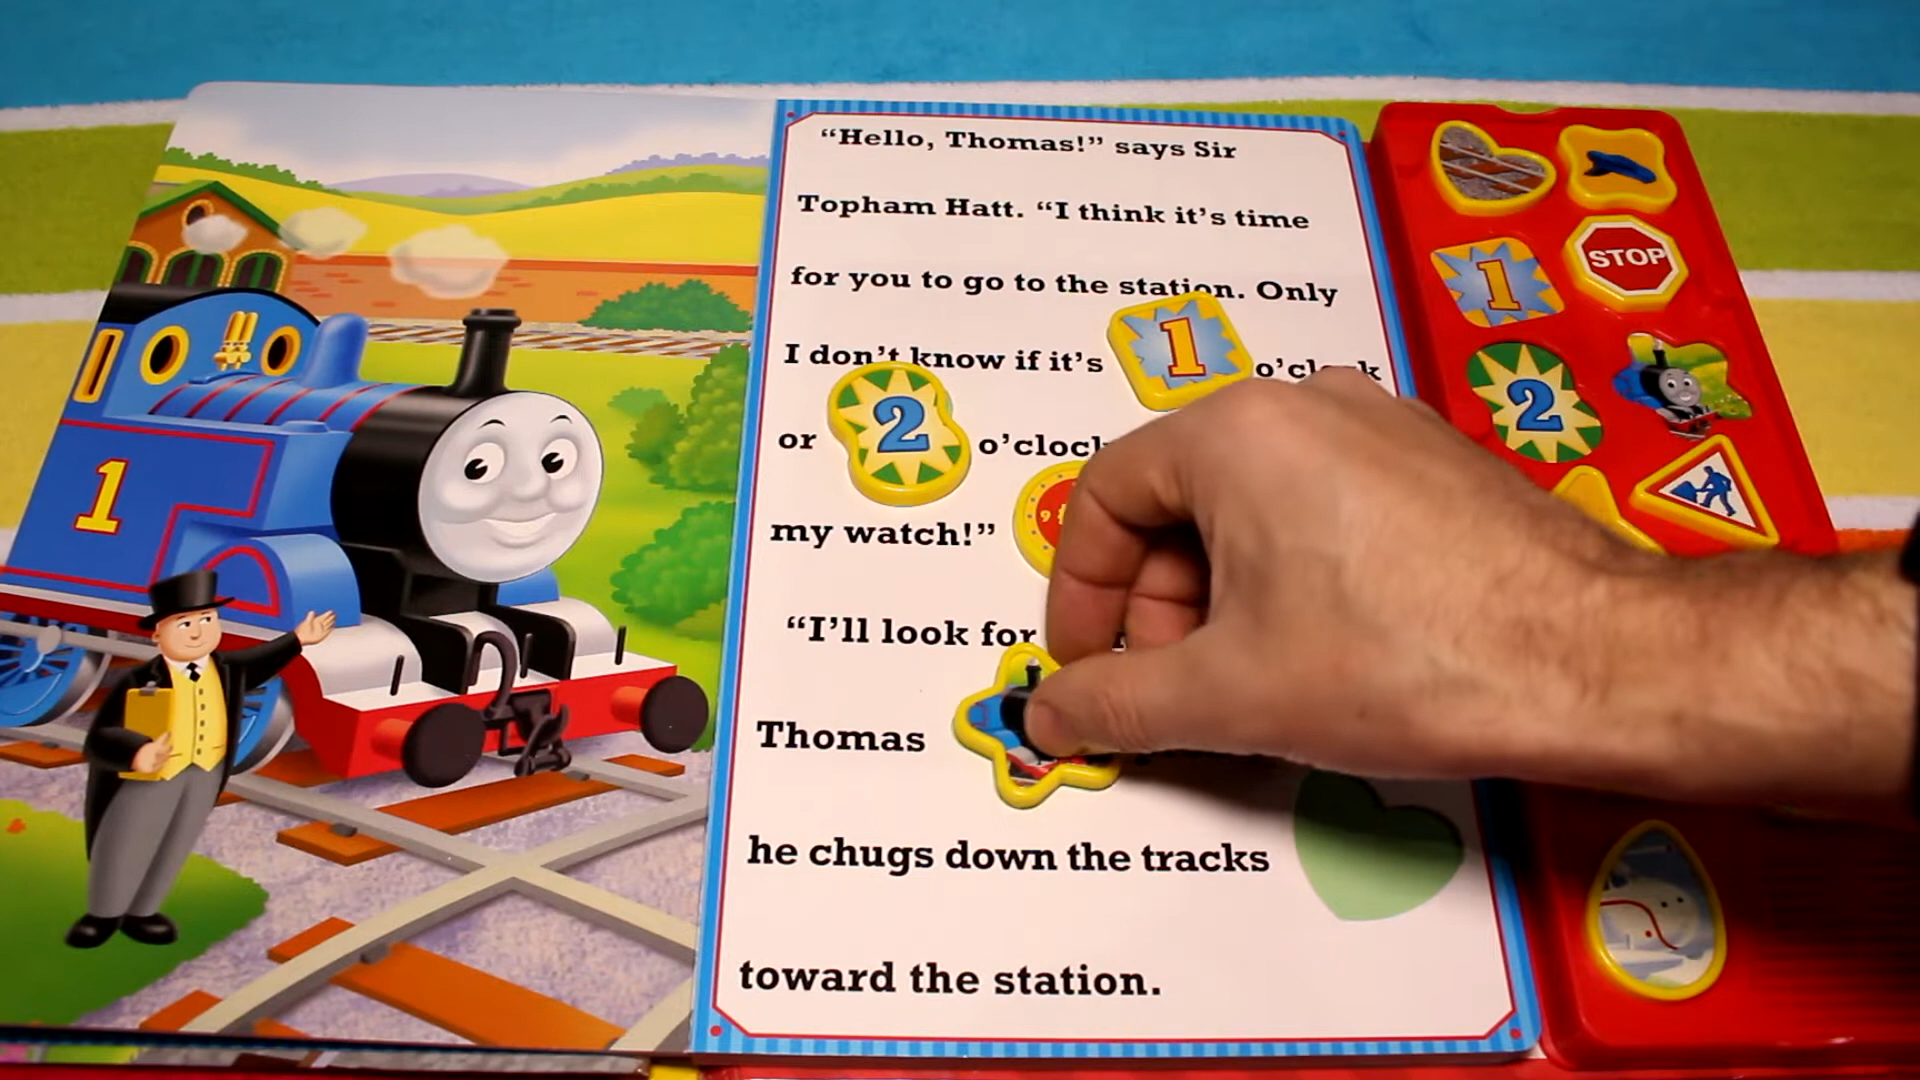 “Hello, Thomas!” says Sir
Topham Hatt. “I think it’s time
for you to go to the station. Only
I don’t know if it’s 1 o’clock
or 2 o’clock
my watch!” 9
“I’ll look for
Thomas
he chugs down the tracks
toward the station.
1
STOP
1
2